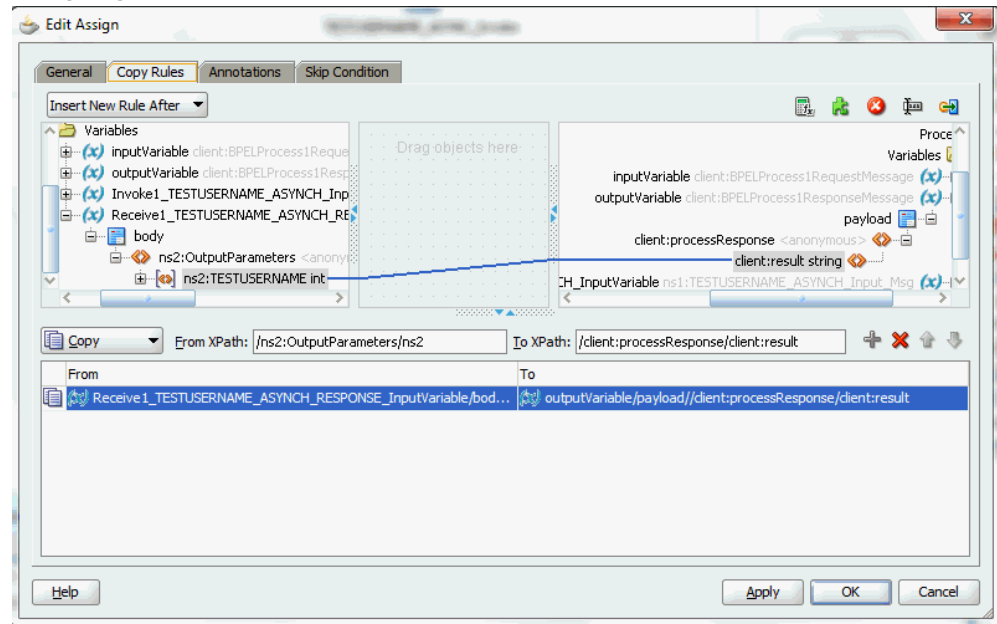 Edit Assign
General Copy Rules Annotations Skip Condition
Insert New Rule After
Variables
inputVariable client:BPELProcess1Reque
outputVariable client:BPELProcess1Resp
Invoke1_TESTUSERNAME_ASYNCH_Inp
Receive1_TESTUSERNAME_ASYNCH_RE
body
ns2:OutputParameters <anony
ns2:TESTUSERNAME int
Drag objects here
Proce
Variables
inputVariable client:BPELProcess1RequestMessage
outputVariable client:BPELProcess1ResponseMessage
payload
client:processResponse <anonymous>
client:result string
CH_InputVariable ns1:TESTUSERNAME_ASYNCH_Input_Msg
Copy From XPath: /ns2:OutputParameters/ns2 To XPath: /client:processResponse/client:result
From To
Receive1_TESTUSERNAME_ASYNCH_RESPONSE_InputVariable/bod... outputVariable/payload//client:processResponse/client:result
Help Apply OK Cancel